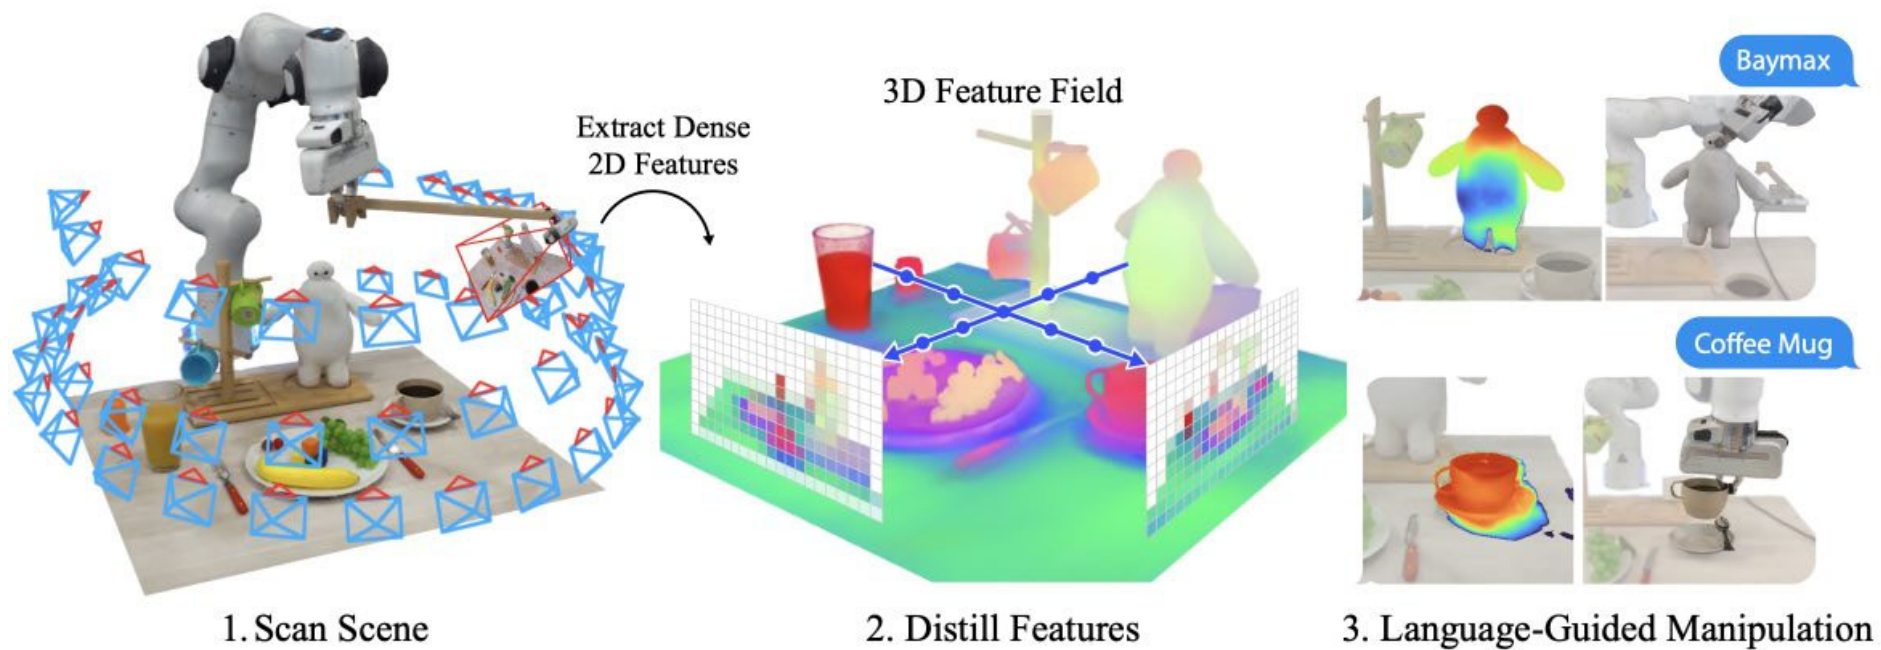 Extract Dense
2D Features
3D Feature Field
Baymax
Coffee Mug
1. Scan Scene
2. Distill Features
3. Language-Guided Manipulation